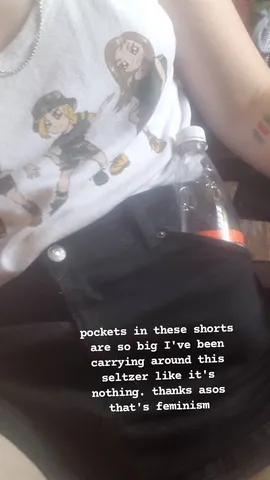 pockets in these shorts
are so big I've been
carrying around this
seltzer like it's
nothing. thanks asos
that's feminism